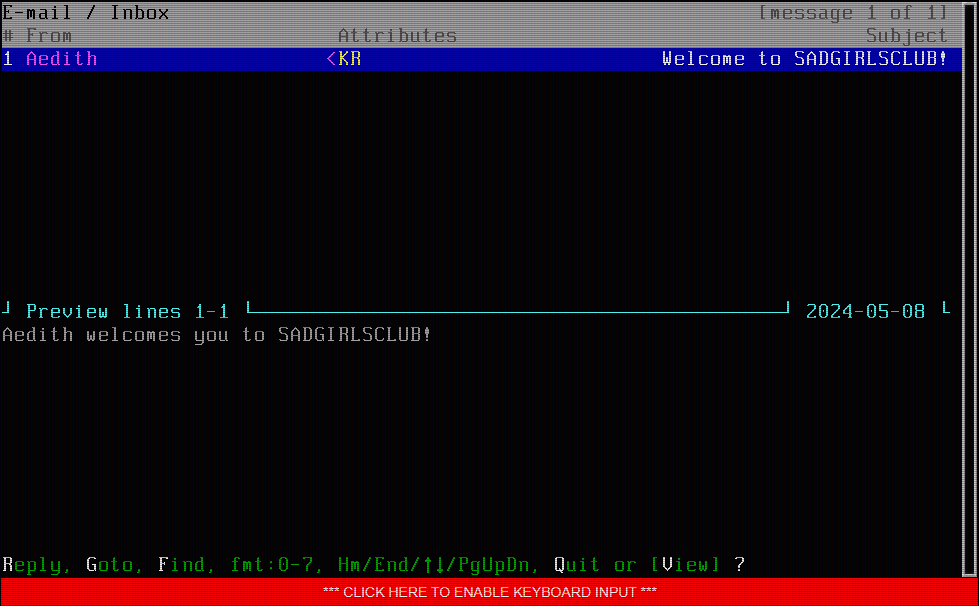 E-mail / Inbox [message 1 of 1]
# From Attributes Subject
1 Aedith <KR Welcome to SADGIRLSCLUB!
Preview lines 1-1 2024-05-08
Aedith welcomes you to SADGIRLSCLUB!
Reply, Goto, Find, fmt:0-7, Hm/End/↑↓/PgUpDn, Quit or [View] ?
*** CLICK HERE TO ENABLE KEYBOARD INPUT ***